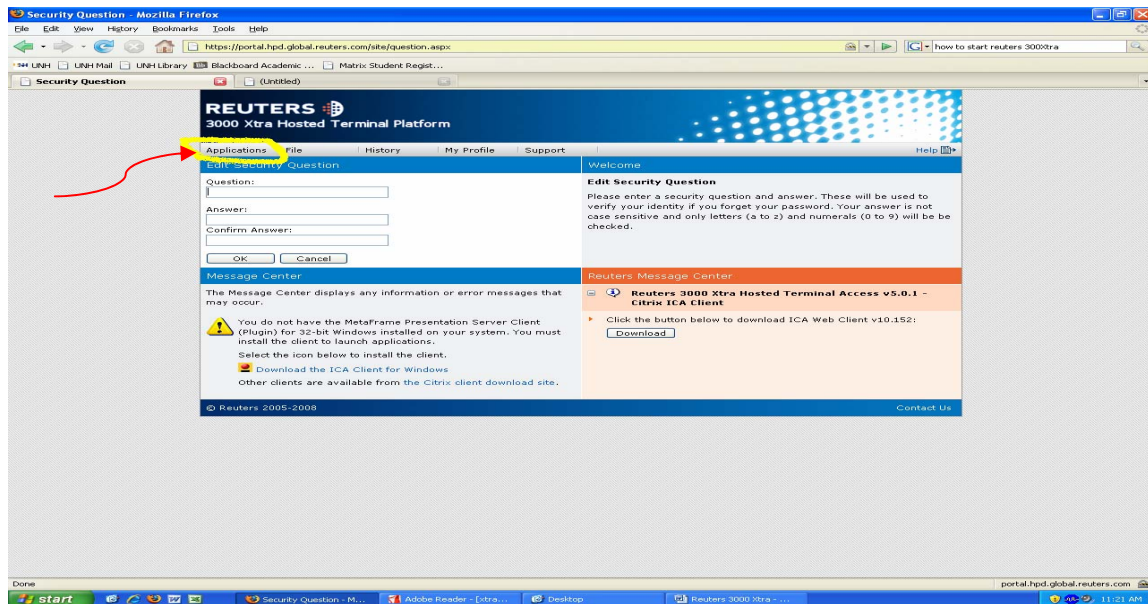 Security Question - Mozilla Firefox
File Edit View History Bookmarks Tools Help
https://portal.hpd.global.reuters.com/site/question.aspx
how to start reuters 300Xtra
UNH UNH Mail UNH Library Blackboard Academic ... Matrix Student Regist...
Security Question (Untitled)
REUTERS
3000 Xtra Hosted Terminal Platform
Applications File History My Profile Support Help
Edit Security Question
Question:
Answer:
Confirm Answer:
OK Cancel
Welcome
Edit Security Question
Please enter a security question and answer. These will be used to
verify your identity if you forget your password. Your answer is not
case sensitive and only letters (a to z) and numerals (0 to 9) will be be
checked.
Message Center
The Message Center displays any information or error messages that
may occur.
You do not have the MetaFrame Presentation Server Client
(Plugin) for 32-bit Windows installed on your system. You must
install the client to launch applications.
Select the icon below to install the client.
Download the ICA Client for Windows
Other clients are available from the Citrix client download site.
Reuters Message Center
Reuters 3000 Xtra Hosted Terminal Access v5.0.1 -
Citrix ICA Client
Click the button below to download ICA Web Client v10.152:
Download
© Reuters 2005-2008 Contact Us
Done portal.hpd.global.reuters.com
start Security Question - M... Adobe Reader - [xtra... Desktop Reuters 3000 Xtra - ... 11:21 AM